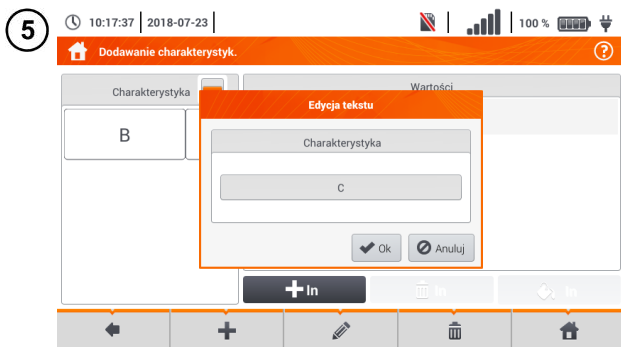 5
10:17:37 2018-07-23 100 %
Dodawanie charakterystyk. ?
Charakterystyka Wartości
B
Edycja tekstu
Charakterystyka
C
Ok Anuluj
In In In